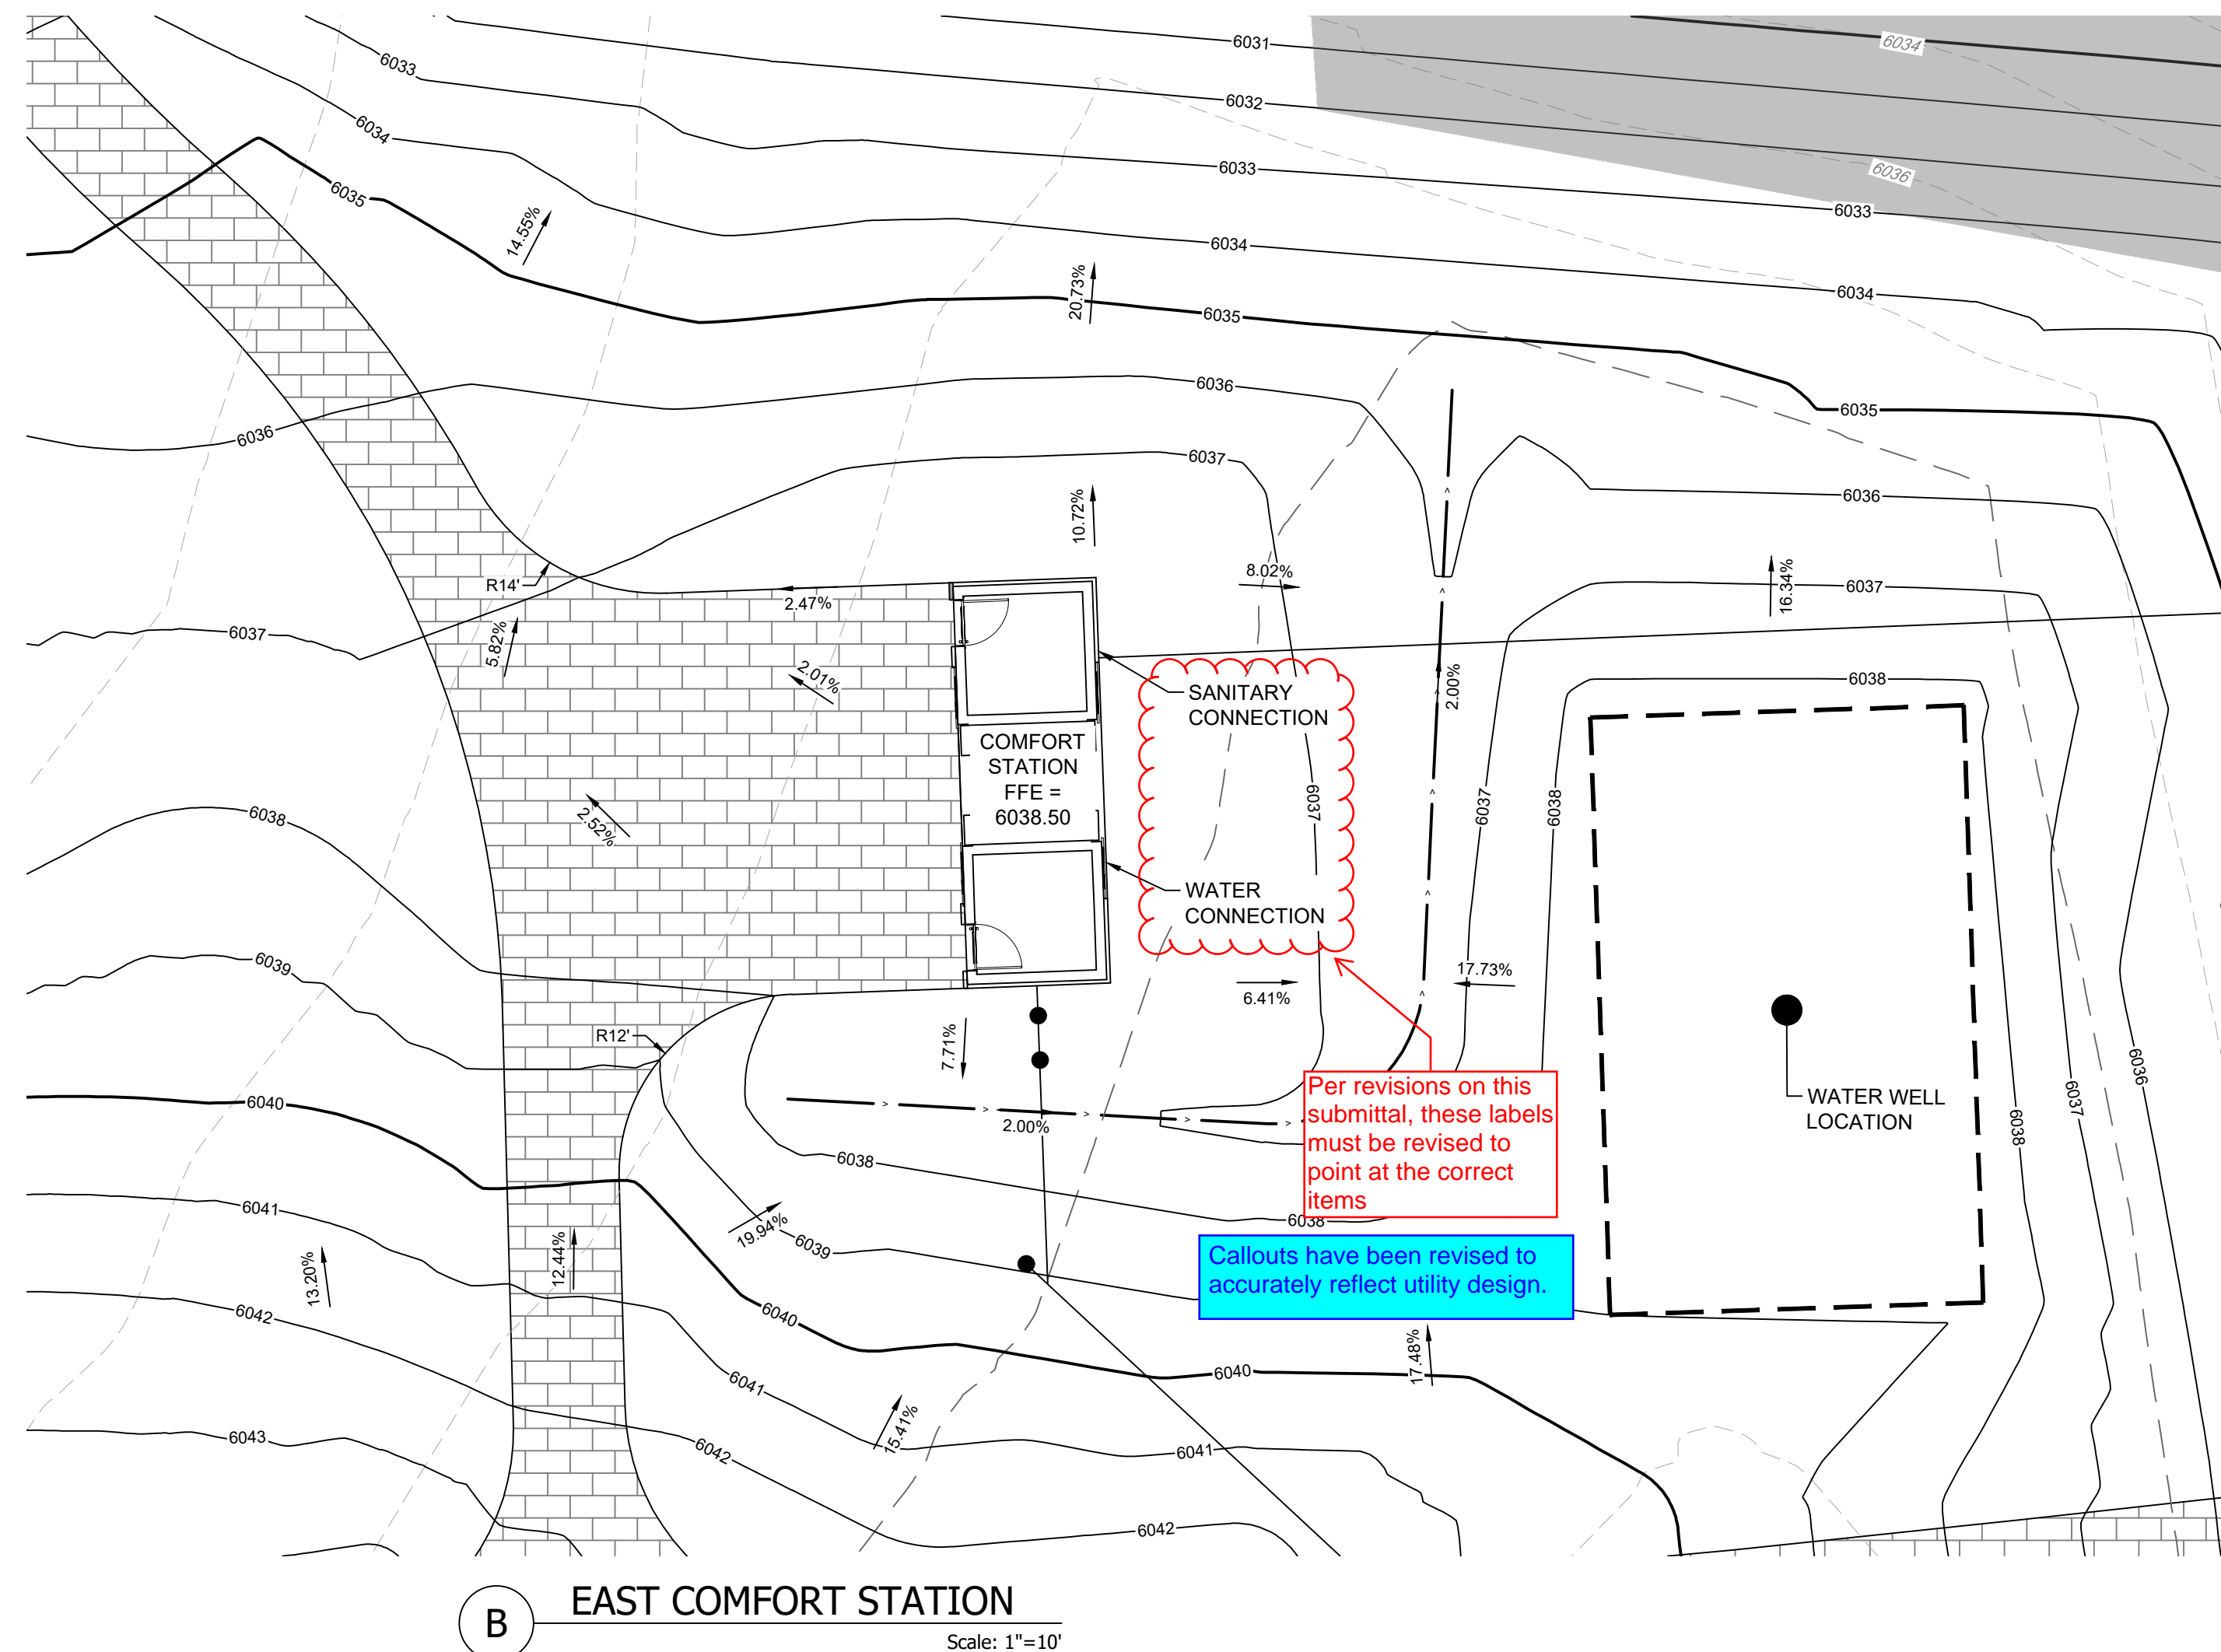 6031
6034
6033
6032
6034
6033
6036
6035
6033
14.55%
6034
20.73%
6034
6035
6036
6035
6036
6037
6036
10.72%
R14'
8.02%
16.34%
6037
2.47%
6037
5.82%
2.01%
2.00%
6038
SANITARY
CONNECTION
COMFORT
STATION
FFE =
6038.50
6037
6037
6038
6038
2.52%
WATER
CONNECTION
6039
17.73%
6.41%
R12'
7.71%
6040
2.00%
Per revisions on this
submittal, these labels
must be revised to
point at the correct
items
WATER WELL
LOCATION
6038
6037
6036
6038
6041
6038
19.94%
6039
12.44%
13.20%
Callouts have been revised to
accurately reflect utility design.
6042
6040
17.48%
6040
6041
15.41%
6043
6042
6041
6042
B
EAST COMFORT STATION
Scale: 1"=10'